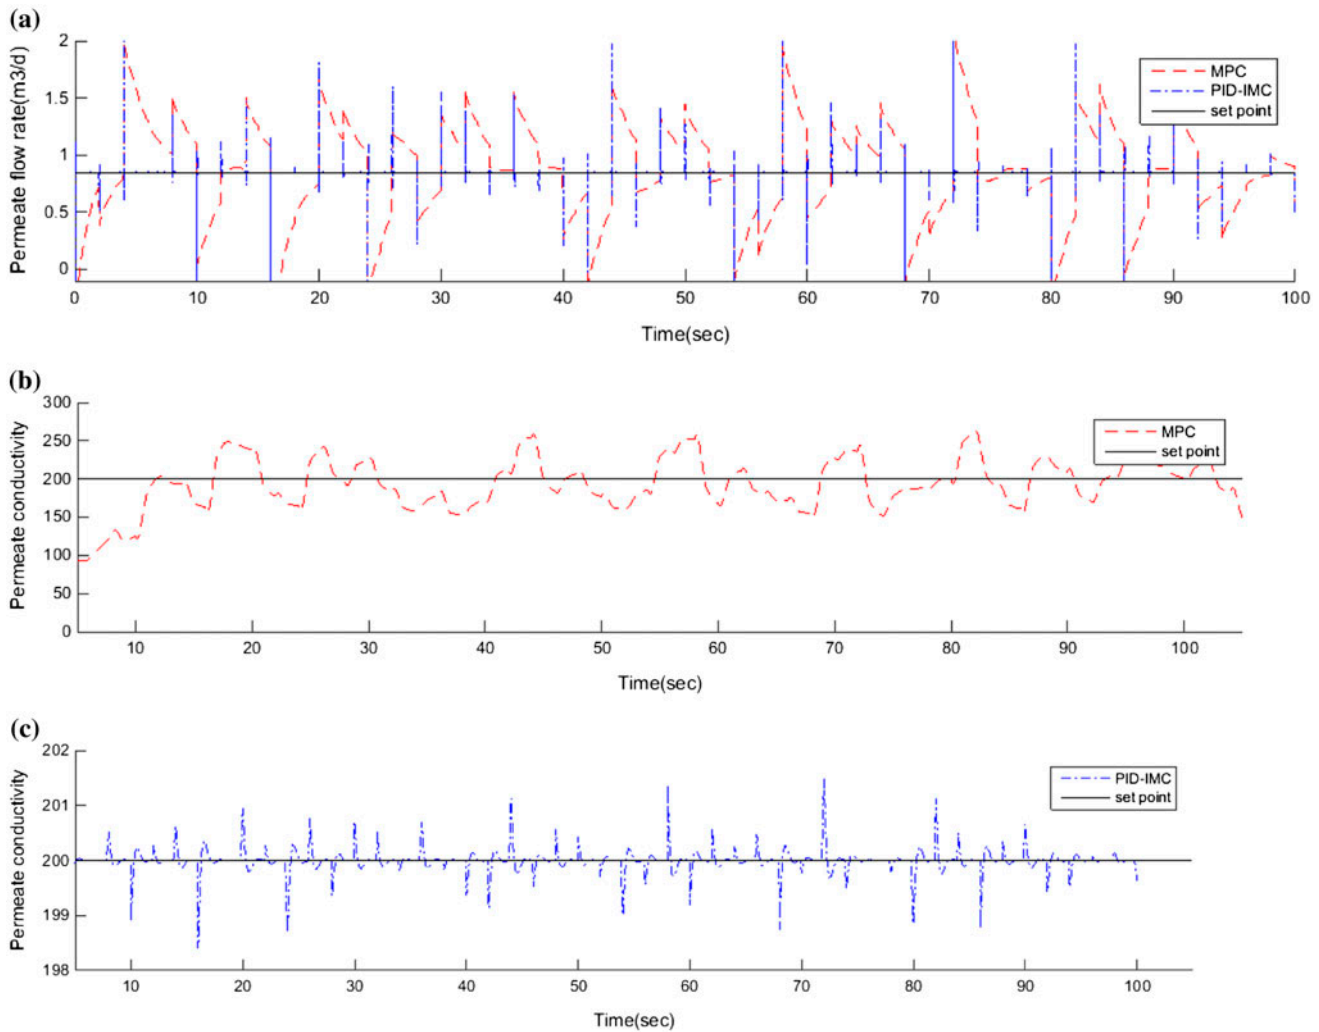 (a)
Permeate flow rate(m3/d)
2
1.5
1
0.5
0
0 10 20 30 40 50 60 70 80 90 100
Time(sec)
MPC
PID-IMC
set point
(b)
Permeate conductivity
300
250
200
150
100
50
0
10 20 30 40 50 60 70 80 90 100
Time(sec)
MPC
set point
(c)
Permeate conductivity
202
201
200
199
198
10 20 30 40 50 60 70 80 90 100
Time(sec)
PID-IMC
set point